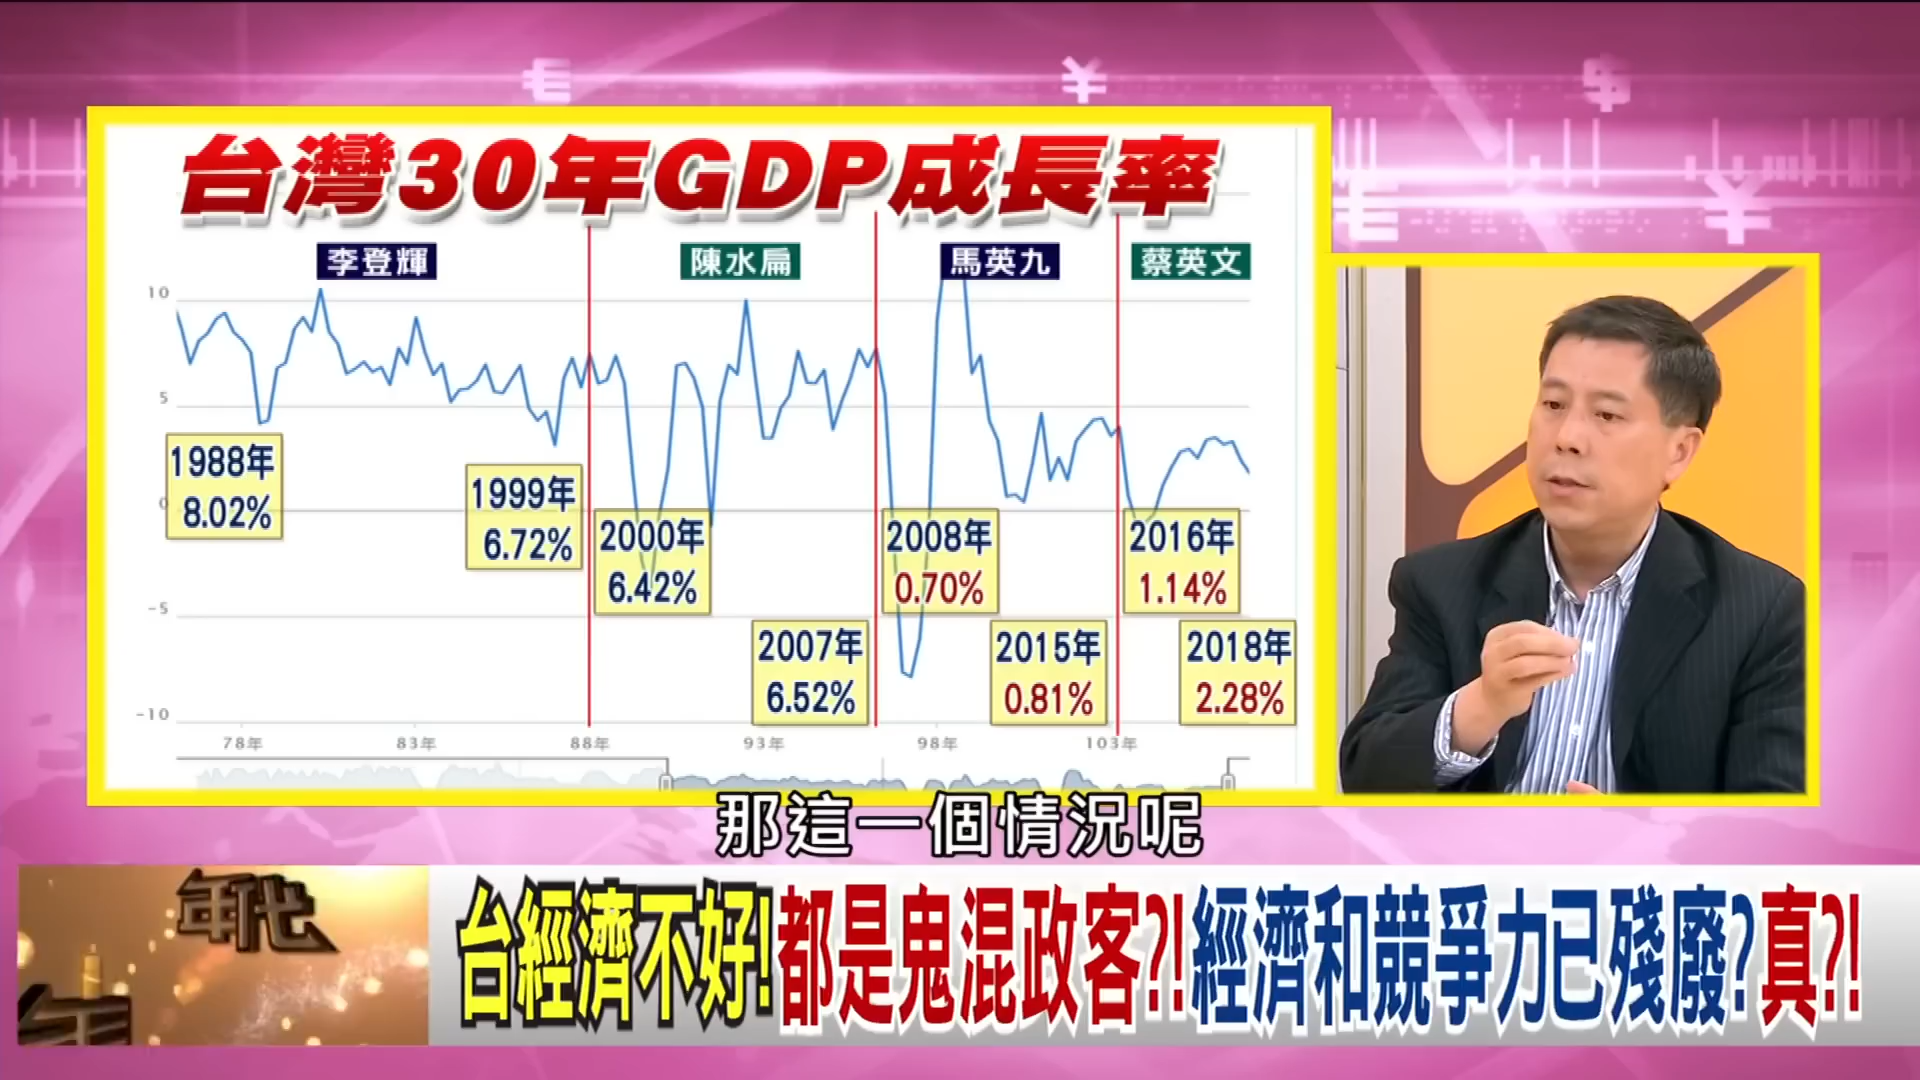 台灣30年GDP成長率
李登輝
陳水扁
馬英九
蔡英文
10
5
0
-5
-10
1988年
8.02%
1999年
6.72%
2000年
6.42%
2007年
6.52%
2008年
0.70%
2015年
0.81%
2016年
1.14%
2018年
2.28%
78年
83年
88年
93年
98年
103年
那這一個情況呢
年代
台經濟不好!都是鬼混政客?!經濟和競爭力已殘廢?真?!